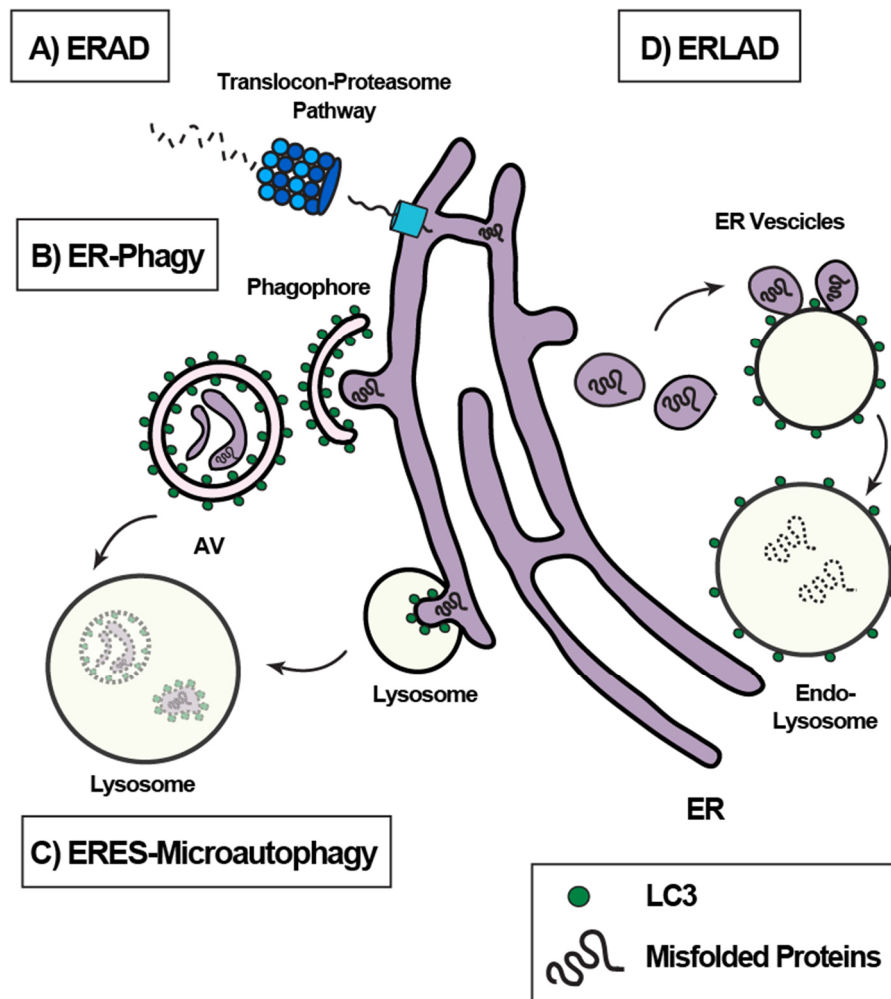 A) ERAD
D) ERLAD
Translocon-Proteasome
Pathway
B) ER-Phagy
ER Vescicles
Phagophore
AV
Lysosome
Endo-
Lysosome
Lysosome
ER
C) ERES-Microautophagy
LC3
Misfolded Proteins